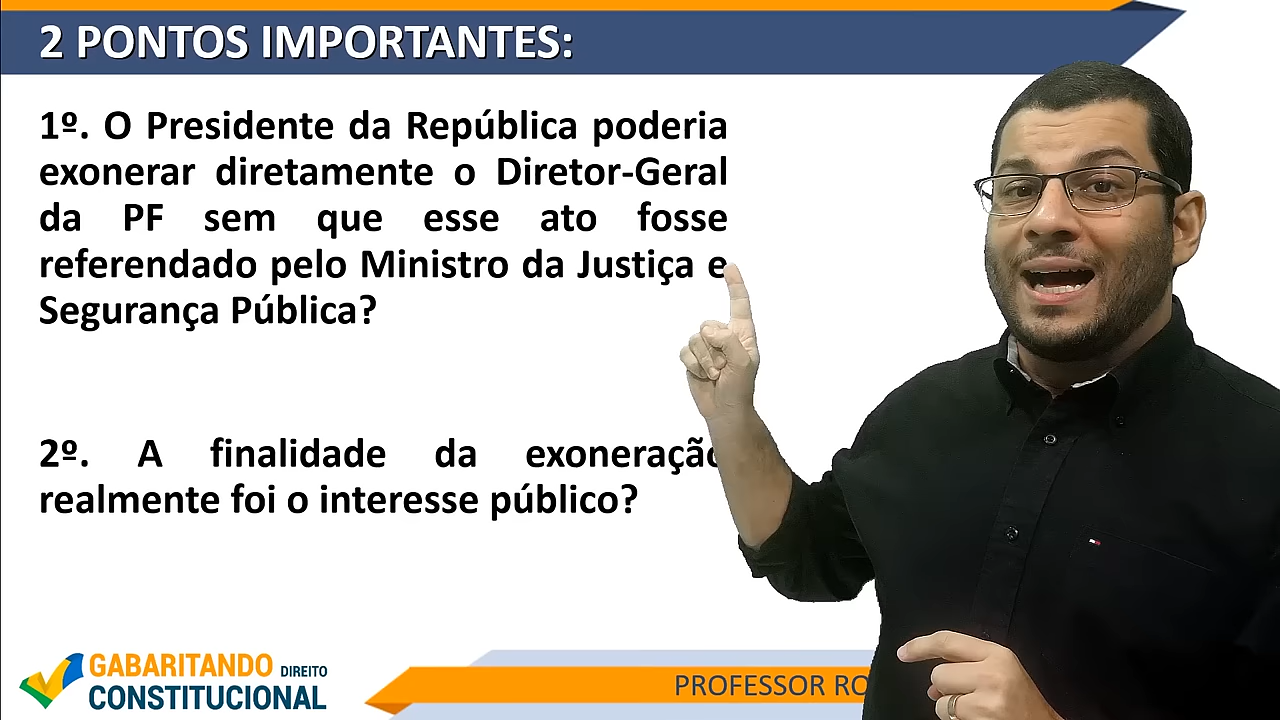 2 PONTOS IMPORTANTES:
1º. O Presidente da República poderia
exonerar diretamente o Diretor-Geral
da PF sem que esse ato fosse
referendado pelo Ministro da Justiça e
Segurança Pública?
2º. A finalidade da exoneração
realmente foi o interesse público?
GABARITANDO DIREITO
CONSTITUCIONAL
PROFESSOR RO